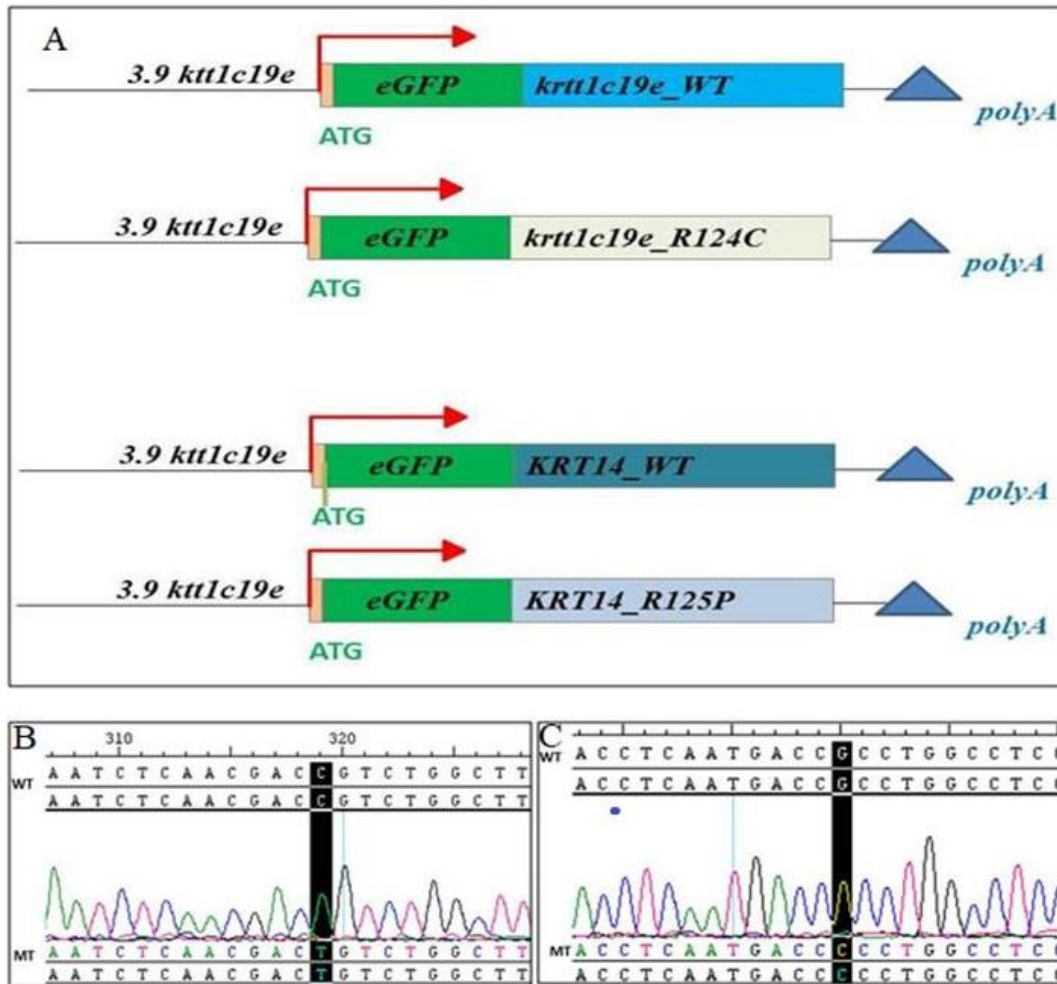 A
3.9 ktt1c19e eGFP krtt1c19e_WT polyA
ATG
3.9 ktt1c19e eGFP krtt1c19e_R124C polyA
ATG
3.9 ktt1c19e eGFP KRT14_WT polyA
ATG
3.9 ktt1c19e eGFP KRT14_R125P polyA
ATG
B
310 320
WT A A T C T C A A C G A C C G T C T G G C T T
A A T C T C A A C G A C C G T C T G G C T T
MT A A T C T C A A C G A C T G T C T G G C T T
A A T C T C A A C G A C T G T C T G G C T T
C
WT A C C T C A A T G A C C G C C T G G C C T C
A C C T C A A T G A C C G C C T G G C C T C
MT A C C T C A A T G A C C C C C T G G C C T C
A C C T C A A T G A C C C C C T G G C C T C